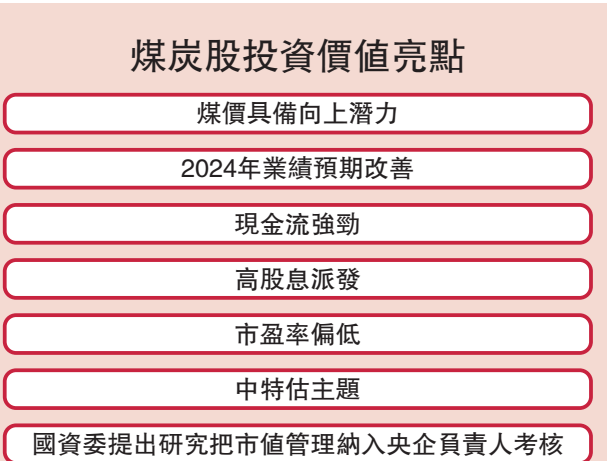 煤炭股投資價值亮點
煤價具備向上潛力
2024年業績預期改善
現金流強勁
高股息派發
市盈率偏低
中特估主題
國資委提出研究把市值管理納入央企負責人考核